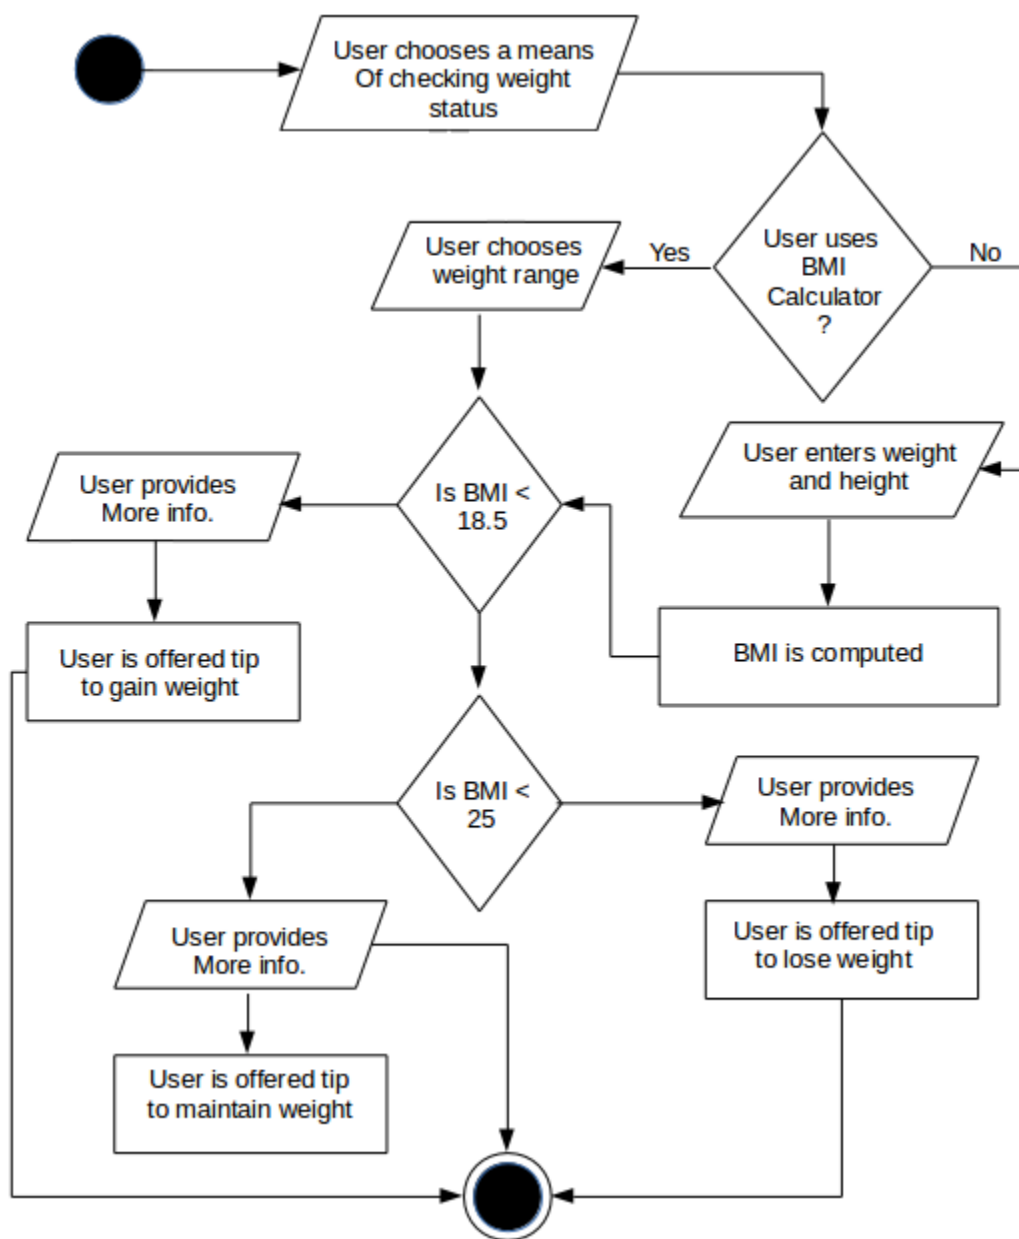 User chooses a means
Of checking weight
status
User uses
BMI
Calculator
?
Yes
No
User chooses
weight range
User enters weight
and height
Is BMI <
18.5
User provides
More info.
BMI is computed
User is offered tip
to gain weight
Is BMI <
25
User provides
More info.
User provides
More info.
User is offered tip
to lose weight
User is offered tip
to maintain weight